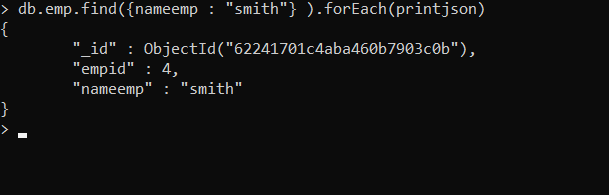 > db.emp.find({nameemp : "smith"} ).forEach(printjson)
{
        "_id" : ObjectId("62241701c4aba460b7903c0b"),
        "empid" : 4,
        "nameemp" : "smith"
}
>